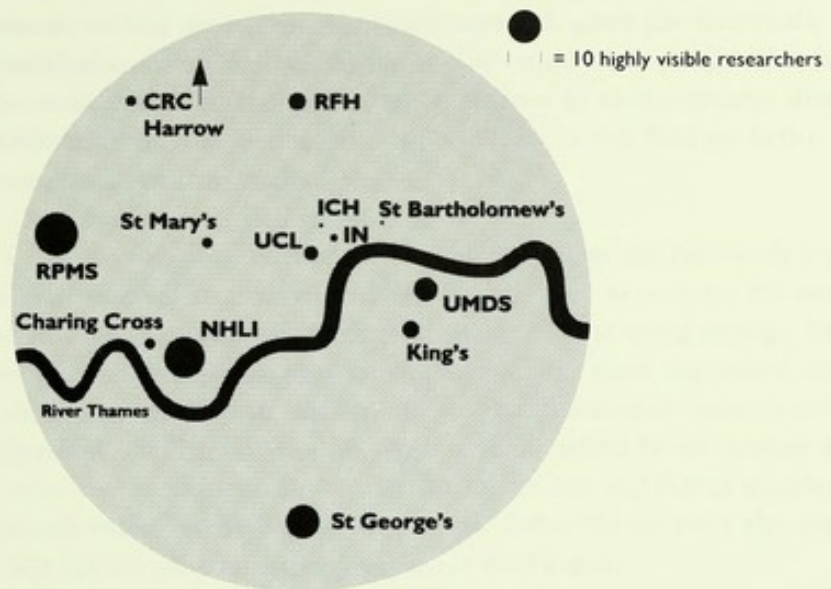 = 10 highly visible researchers
CRC
Harrow
RFH
St Mary's
ICH
St Bartholomew's
UCL
IN
RPMS
UMDS
Charing Cross
NHLI
King's
River Thames
St George's